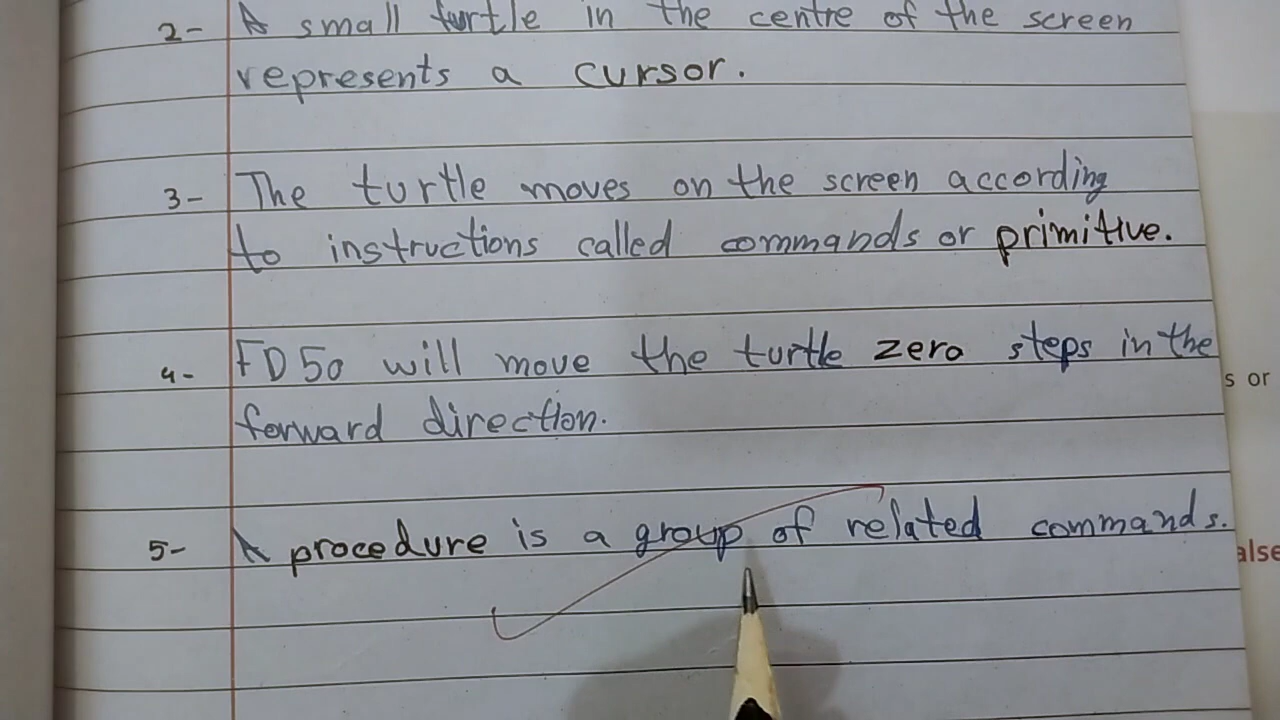 2- A small turtle in the centre of the screen
represents a cursor.
3- The turtle moves on the screen according
to instructions called commands or primitive.
4- FD 50 will move the turtle zero steps in the
forward direction.
s or
5- A procedure is a group of related commands.
alse